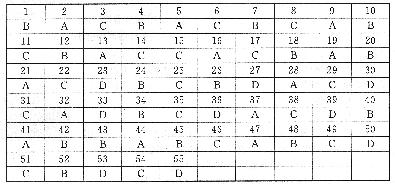 1 2 3 4 5 6 7 8 9 10
B A C B A C B C A B
11 12 13 14 15 16 17 18 19 20
C B A C C A C B A B
21 22 23 24 25 26 27 28 29 30
A C D B C B D A C D
31 32 33 34 35 36 37 38 39 40
C A D B C D A C D B
41 42 43 44 45 46 47 48 49 50
A B B A B C A B C D
51 52 53 54 55
C B D C D